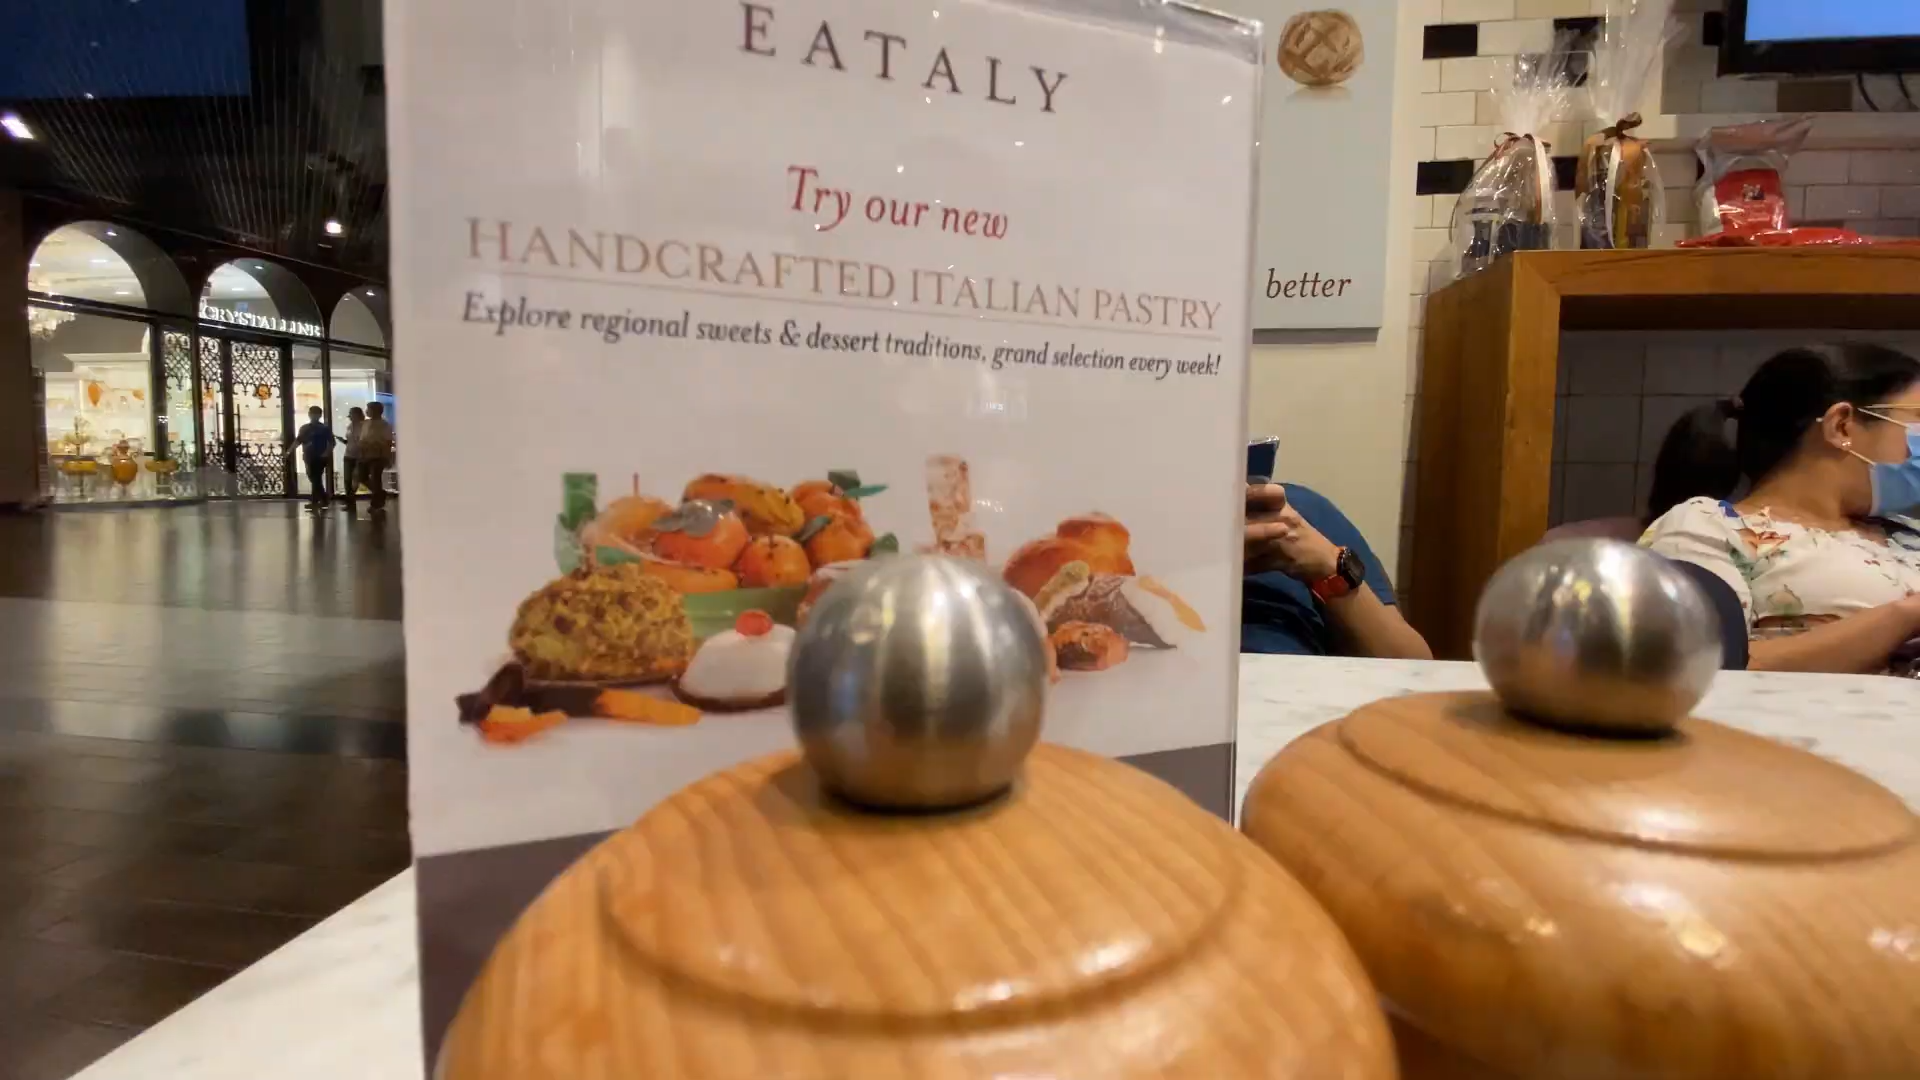 EATALY
Try our new
HANDCRAFTED ITALIAN PASTRY
Explore regional sweets & dessert traditions, grand selection every week!
better
CRYSTALLINE